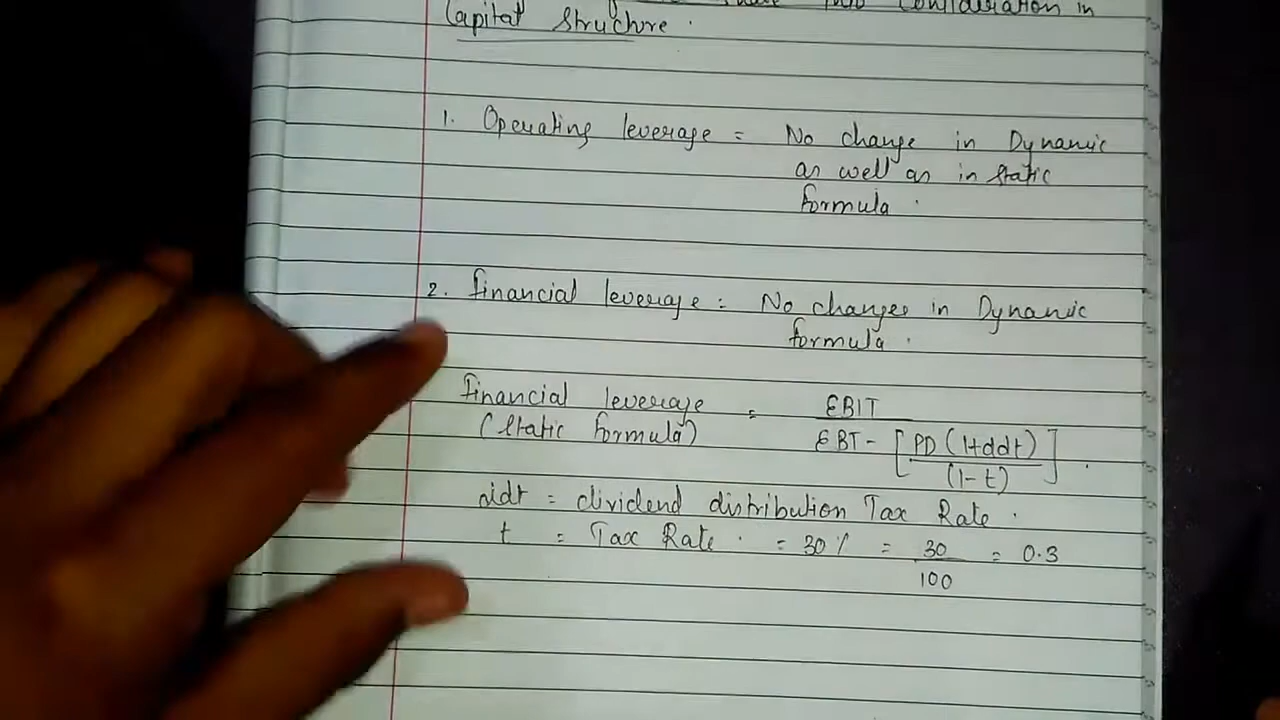 Consideration in
Capital Structure.
1. Operating leverage = No change in Dynamic
as well as in static
formula.
2. financial leverage = No changes in Dynamic
formula.
financial leverage = EBIT
(Static formula) EBT - [PD (1+ddt)]
(1-t)
ddt = dividend distribution Tax Rate.
t = Tax Rate. = 30% = 30 = 0.3
100